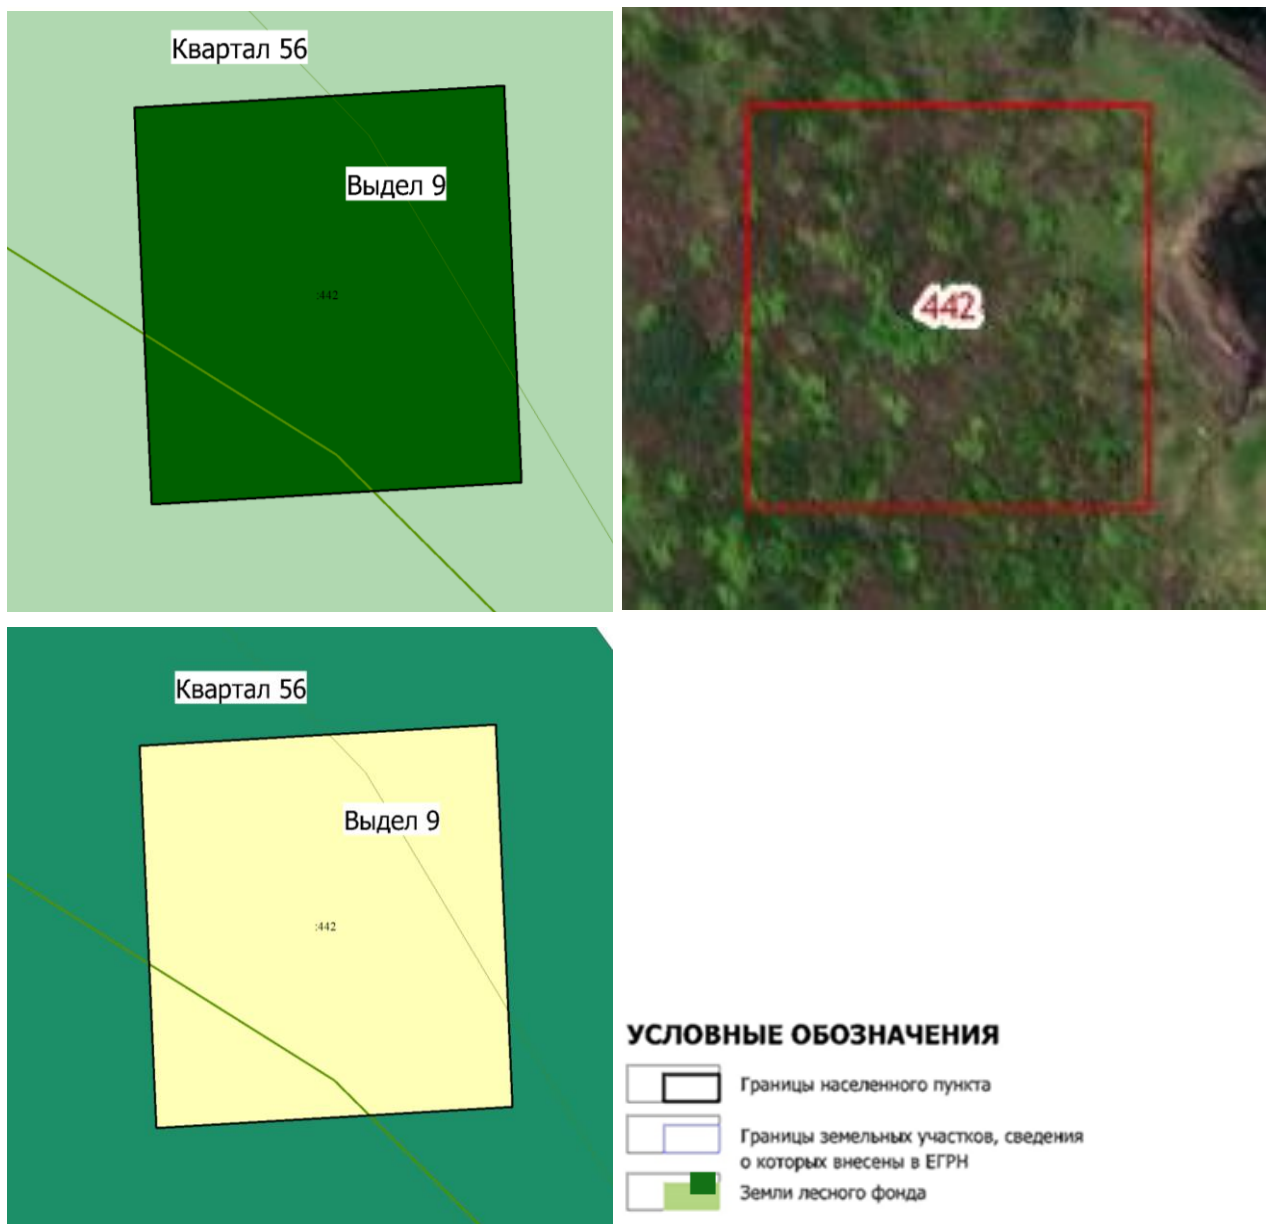 Квартал 56
Выдел 9
:442
442
Квартал 56
Выдел 9
:442
УСЛОВНЫЕ ОБОЗНАЧЕНИЯ
Границы населенного пункта
Границы земельных участков, сведения
о которых внесены в ЕГРН
Земли лесного фонда